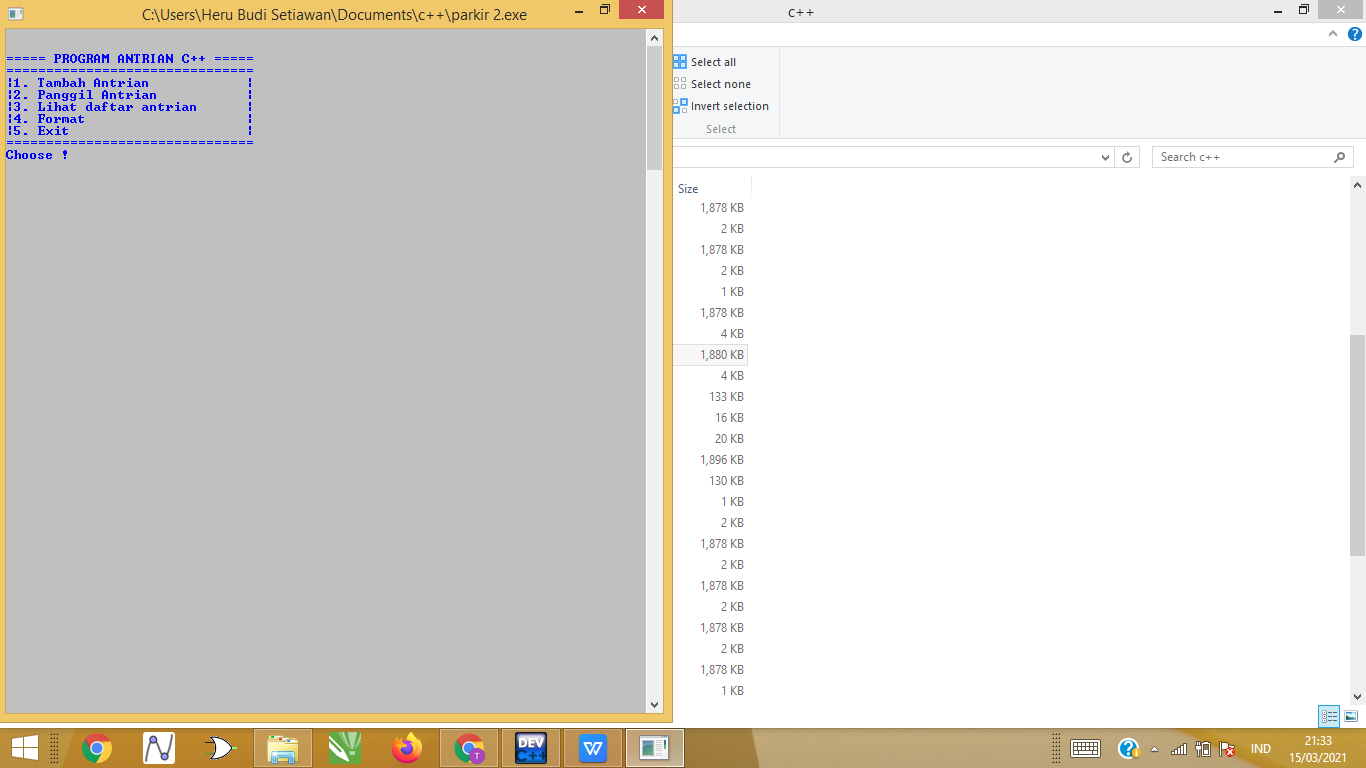 C:\Users\Heru Budi Setiawan\Documents\c++\parkir 2.exe
===== PROGRAM ANTRIAN C++ =====
===============================
|1. Tambah Antrian |
|2. Panggil Antrian |
|3. Lihat daftar antrian |
|4. Format |
|5. Exit |
===============================
Choose !
c++
Select all
Select none
Invert selection
Select
Search c++
Size
1,878 KB
2 KB
1,878 KB
2 KB
1 KB
1,878 KB
4 KB
1,880 KB
4 KB
133 KB
16 KB
20 KB
1,896 KB
130 KB
1 KB
2 KB
1,878 KB
2 KB
1,878 KB
2 KB
1,878 KB
2 KB
1,878 KB
1 KB
T
DEV
C++
W
IND
21:33
15/03/2021